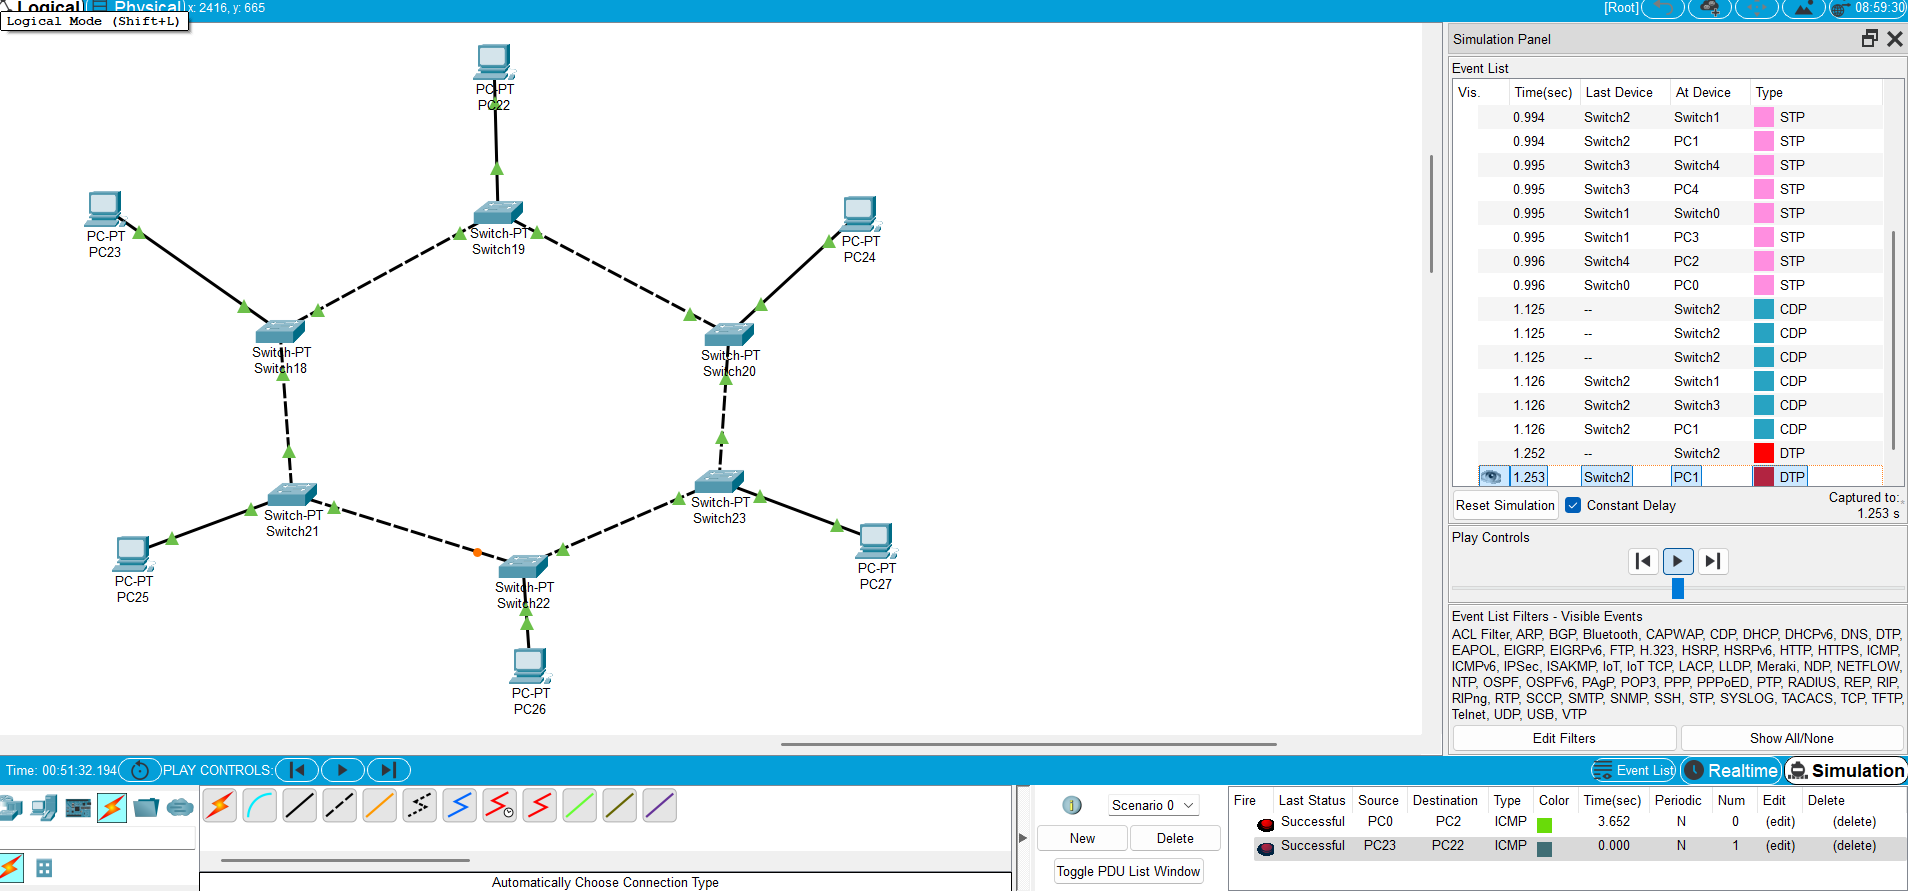 Logical
Physical
x: 2416, y: 665
[Root]
08:59:30
Logical Mode (Shift+L)
PC-PT
PC22
PC-PT
PC23
Switch-PT
Switch19
PC-PT
PC24
Switch-PT
Switch18
Switch-PT
Switch20
Switch-PT
Switch21
Switch-PT
Switch23
PC-PT
PC25
Switch-PT
Switch22
PC-PT
PC27
PC-PT
PC26
Simulation Panel
Event List
Vis. Time(sec) Last Device At Device Type
0.994 Switch2 Switch1 STP
0.994 Switch2 PC1 STP
0.995 Switch3 Switch4 STP
0.995 Switch3 PC4 STP
0.995 Switch1 Switch0 STP
0.995 Switch1 PC3 STP
0.996 Switch4 PC2 STP
0.996 Switch0 PC0 STP
1.125 -- Switch2 CDP
1.125 -- Switch2 CDP
1.125 -- Switch2 CDP
1.126 Switch2 Switch1 CDP
1.126 Switch2 Switch3 CDP
1.126 Switch2 PC1 CDP
1.252 -- Switch2 DTP
1.253 Switch2 PC1 DTP
Reset Simulation
Constant Delay
Captured to:
1.253 s
Play Controls
Event List Filters - Visible Events
ACL Filter, ARP, BGP, Bluetooth, CAPWAP, CDP, DHCP, DHCPv6, DNS, DTP,
EAPOL, EIGRP, EIGRPv6, FTP, H.323, HSRP, HSRPv6, HTTP, HTTPS, ICMP,
ICMPv6, IPSec, ISAKMP, IoT, IoT TCP, LACP, LLDP, Meraki, NDP, NETFLOW,
NTP, OSPF, OSPFv6, PAgP, POP3, PPP, PPPoED, PTP, RADIUS, REP, RIP,
RIPng, RTP, SCCP, SMTP, SNMP, SSH, STP, SYSLOG, TACACS, TCP, TFTP,
Telnet, UDP, USB, VTP
Edit Filters
Show All/None
Time: 00:51:32.194
PLAY CONTROLS:
Event List
Realtime
Simulation
Automatically Choose Connection Type
Scenario 0
New
Delete
Toggle PDU List Window
Fire Last Status Source Destination Type Color Time(sec) Periodic Num Edit Delete
Successful PC0 PC2 ICMP 3.652 N 0 (edit) (delete)
Successful PC23 PC22 ICMP 0.000 N 1 (edit) (delete)